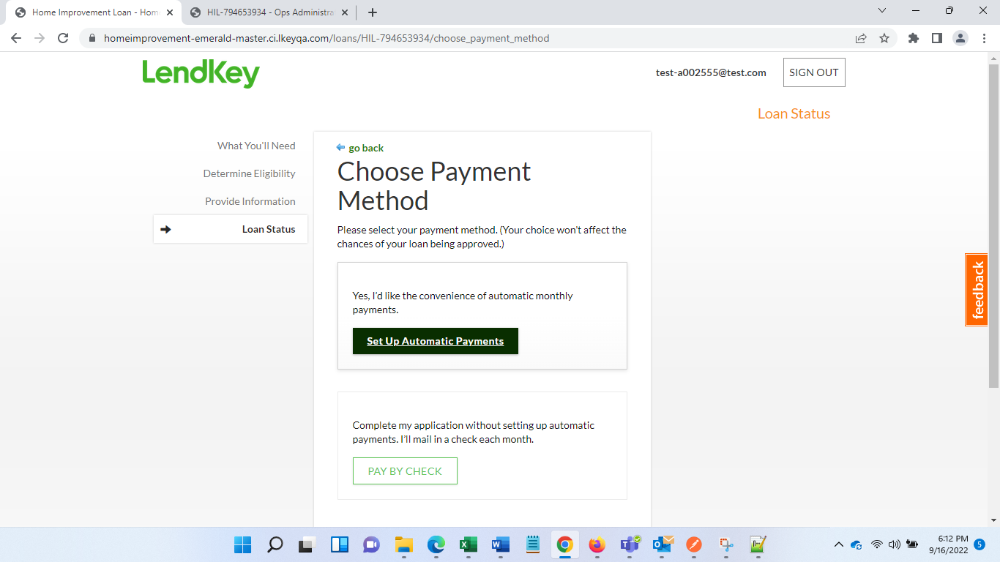 Home Improvement Loan - Hom
HIL-794653934 - Ops Administra
homeimprovement-emerald-master.ci.lkeyqa.com/loans/HIL-794653934/choose_payment_method
LendKey
test-a002555@test.com
SIGN OUT
Loan Status
What You'll Need
Determine Eligibility
Provide Information
Loan Status
go back
Choose Payment
Method
Please select your payment method. (Your choice won’t affect the
chances of your loan being approved.)
Yes, I’d like the convenience of automatic monthly
payments.
Set Up Automatic Payments
Complete my application without setting up automatic
payments. I’ll mail in a check each month.
PAY BY CHECK
feedback
6:12 PM
9/16/2022
5